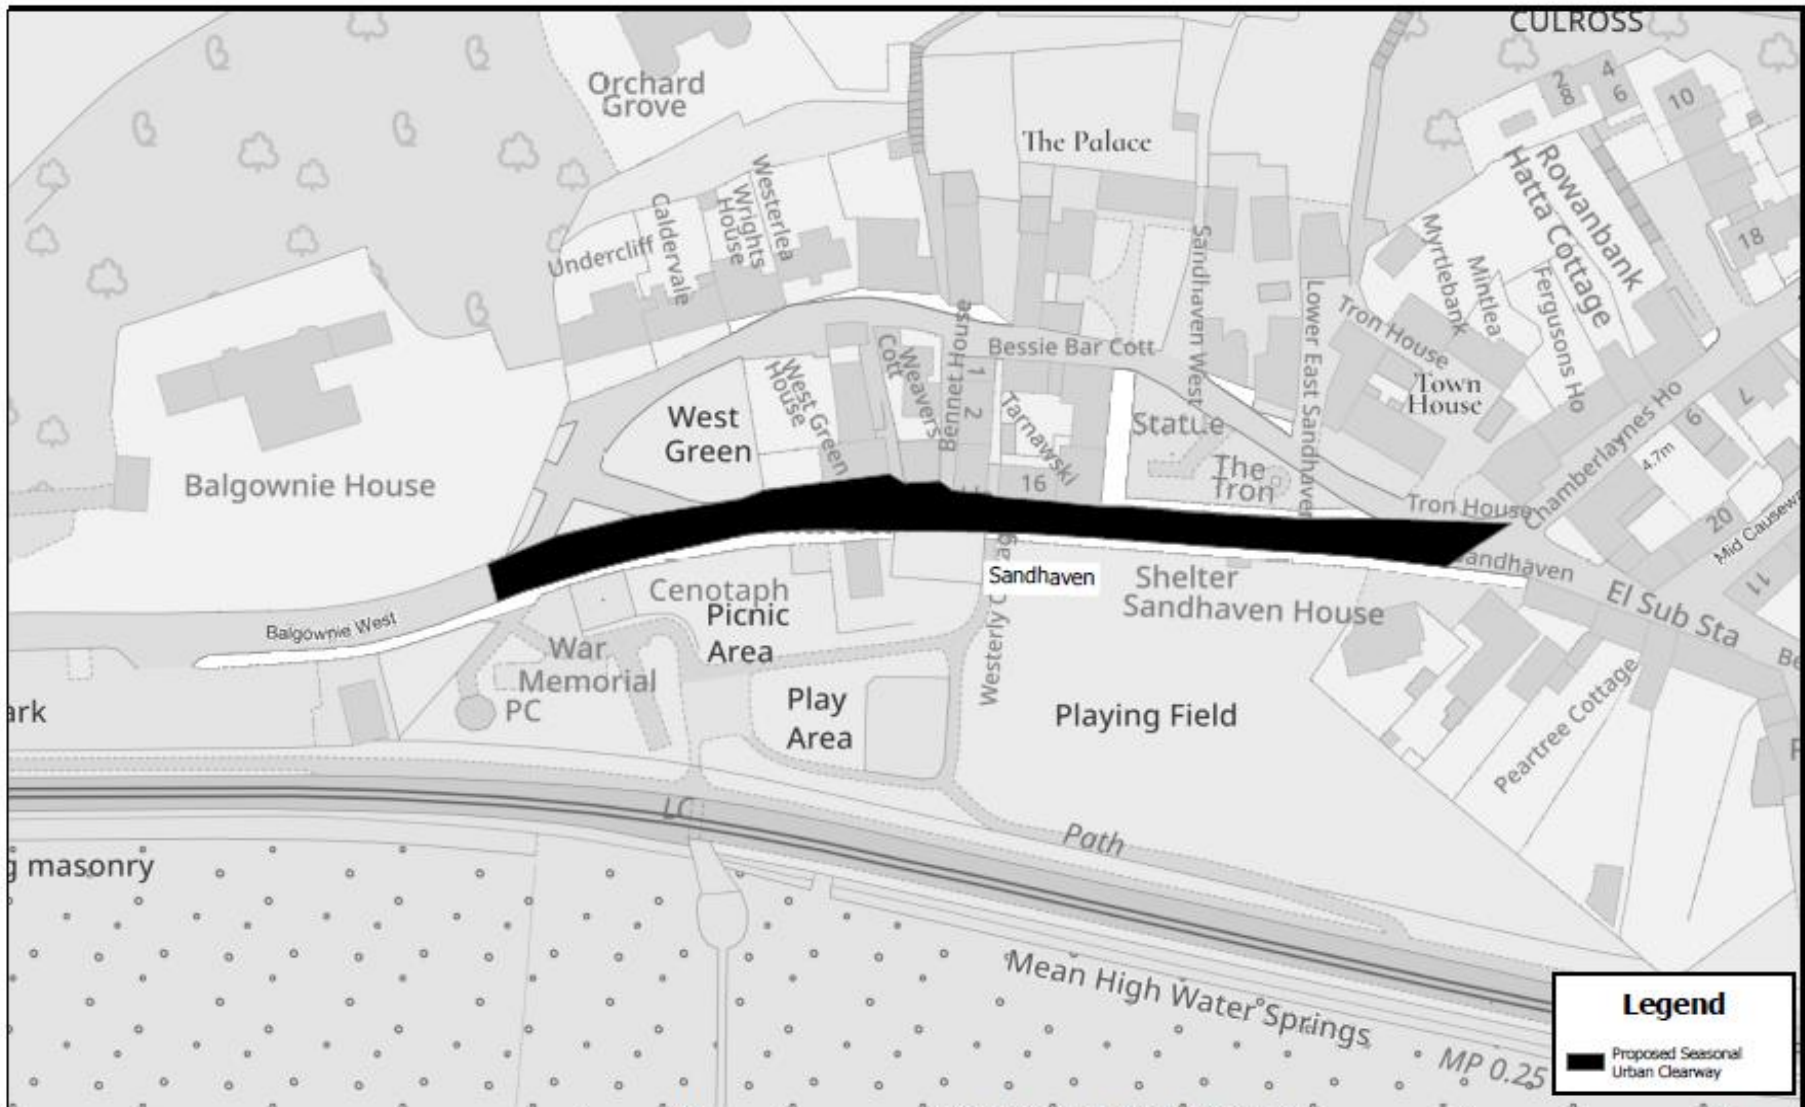 CULROSS
Orchard
Grove
The Palace
2
8
4
6
10
18
Rowanbank
Hatta Cottage
Westerlea
Wrights
House
Caldervale
Undercliff
Myrtlebank
Mintlea
Fergusons Ho
Sandhaven West
Lower East Sandhaven
Tron House
Town
House
Bessie Bar Cott
Bennet House
1
2
Weavers
Cott
West Green
House
West
Green
Tarnawski
16
Statue
The
Tron
Tron House
Chamberlaynes Ho
7
9
4.7m
20
Mid Causeway
11
Balgownie House
Sandhaven
El Sub Sta
Sandhaven
Shelter
Sandhaven House
Cenotaph
Picnic
Area
Balgownie West
War
Memorial
PC
Westerly
Play
Area
Playing Field
Peartree Cottage
ark
LC
Path
g masonry
Mean High Water Springs
MP 0.25
Legend
Proposed Seasonal
Urban Clearway